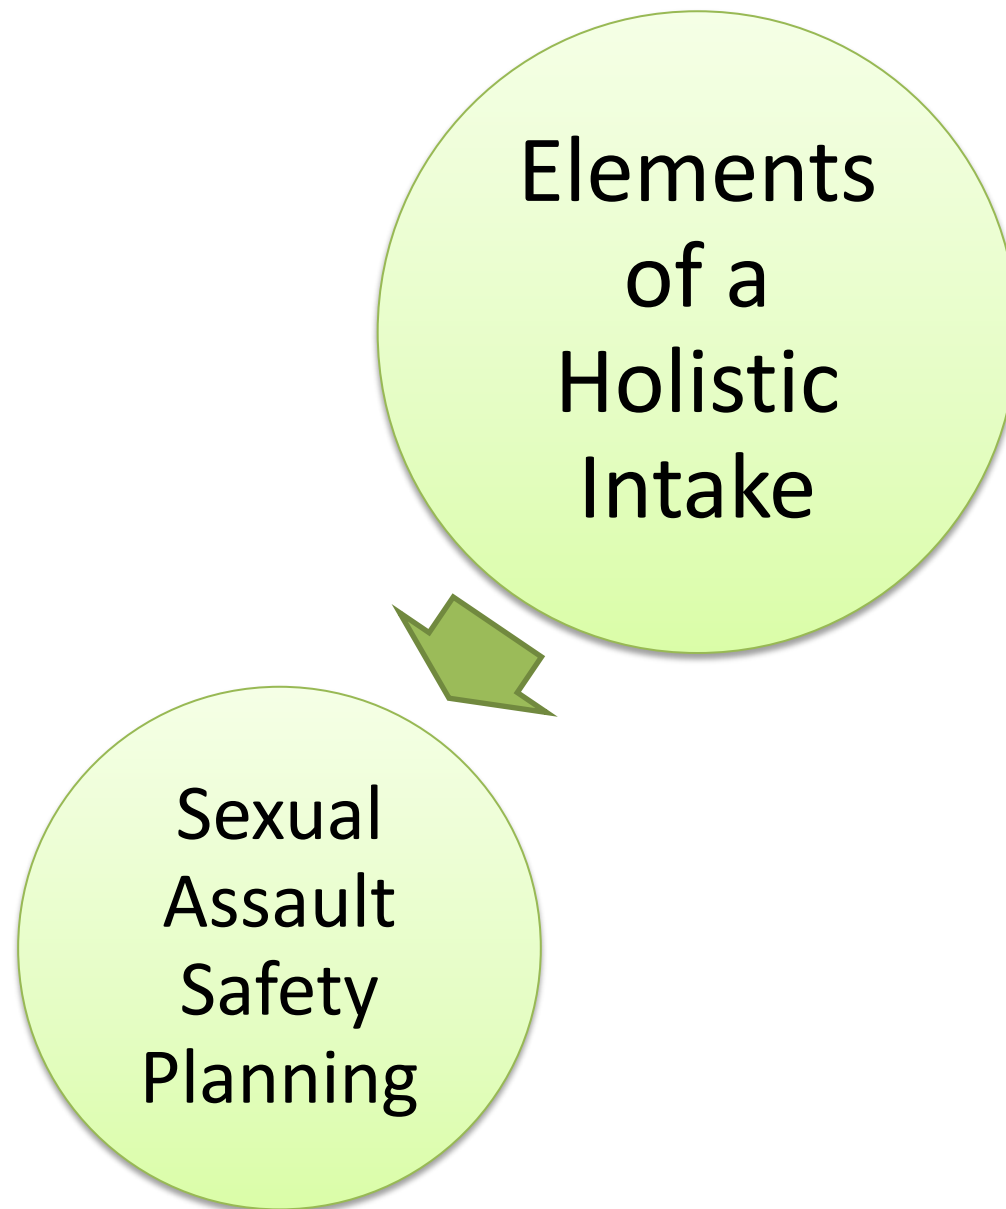 Elements
of a
Holistic
Intake
Sexual
Assault
Safety
Planning